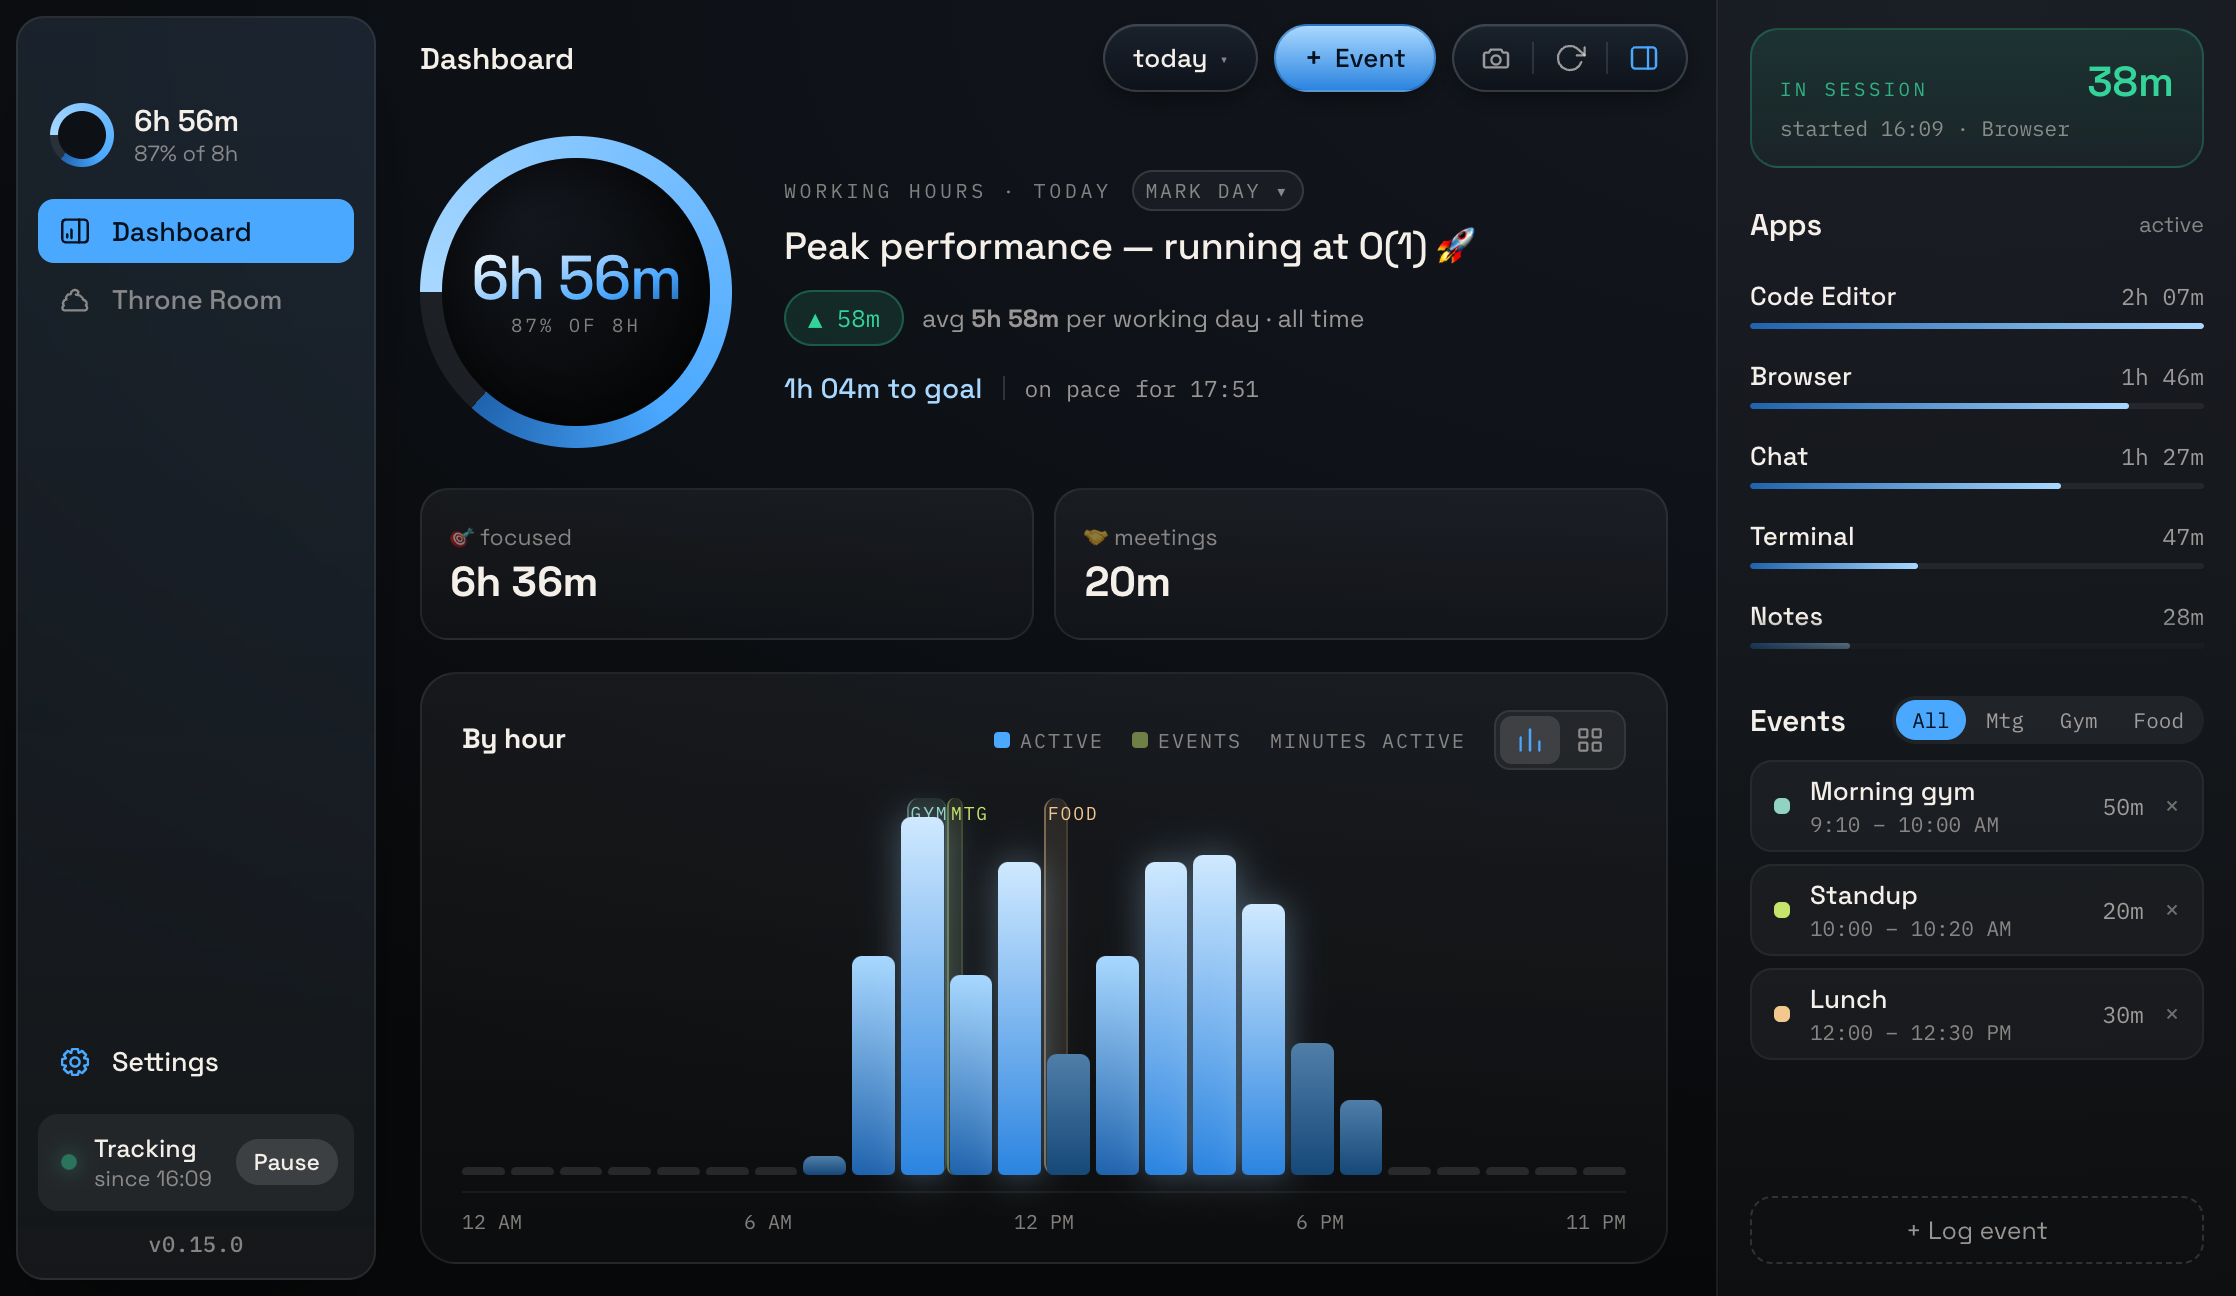 6h 56m
87% of 8h
Dashboard
Throne Room
Settings
Tracking
since 16:09
Pause
v0.15.0
Dashboard
today ▾
+ Event
6h 56m
87% OF 8H
WORKING HOURS · TODAY
MARK DAY ▾
Peak performance — running at O(1) 🚀
▲ 58m
avg 5h 58m per working day · all time
1h 04m to goal
on pace for 17:51
🎯 focused
6h 36m
🤝 meetings
20m
By hour
ACTIVE
EVENTS
MINUTES ACTIVE
GYM
MTG
FOOD
12 AM
6 AM
12 PM
6 PM
11 PM
IN SESSION
38m
started 16:09 · Browser
Apps
active
Code Editor
2h 07m
Browser
1h 46m
Chat
1h 27m
Terminal
47m
Notes
28m
Events
All
Mtg
Gym
Food
Morning gym
9:10 – 10:00 AM
50m ×
Standup
10:00 – 10:20 AM
20m ×
Lunch
12:00 – 12:30 PM
30m ×
+ Log event